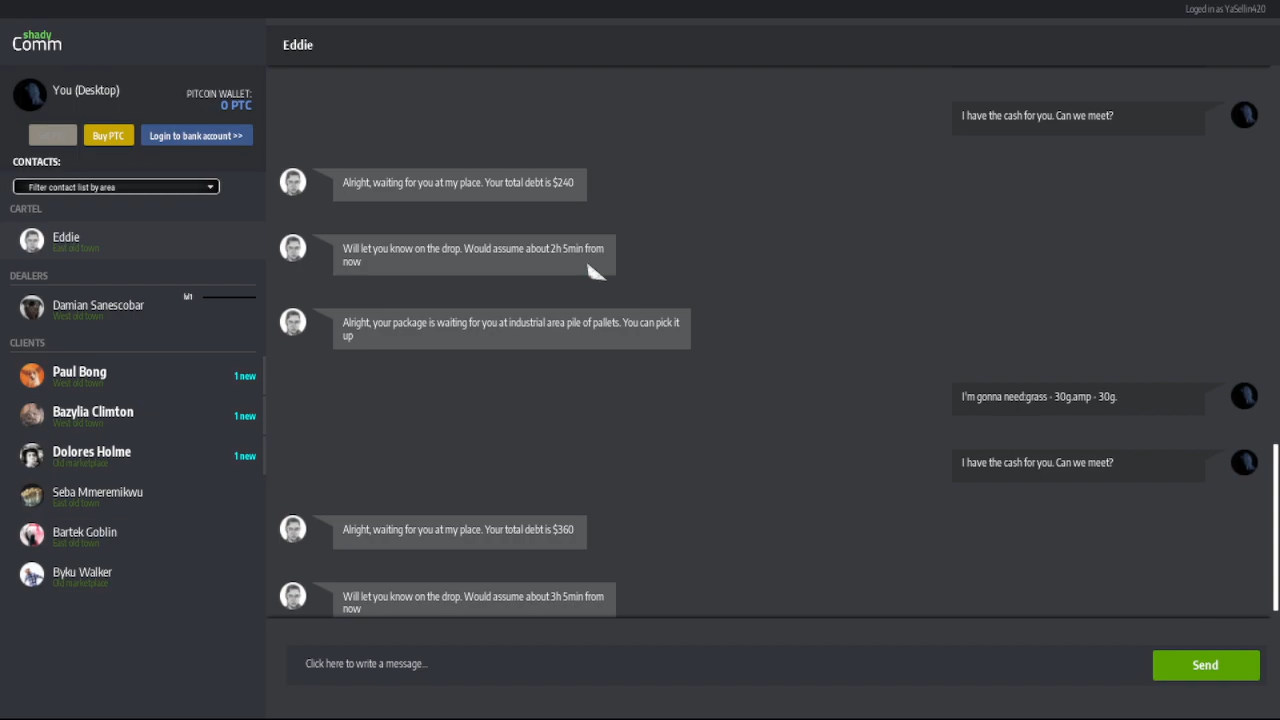 Loged in as YaSellin420
shady
Comm
Eddie
You (Desktop)
PITCOIN WALLET:
0 PTC
Buy PTC
Login to bank account >>
CONTACTS:
Filter contact list by area
CARTEL
Eddie
East old town
DEALERS
Damian Sanescobar
West old town
CLIENTS
Paul Bong
West old town
1 new
Bazylia Climton
West old town
1 new
Dolores Holme
Old marketplace
1 new
Seba Mmeremikwu
East old town
Bartek Goblin
East old town
Byku Walker
Old marketplace
I have the cash for you. Can we meet?
Alright, waiting for you at my place. Your total debt is $240
Will let you know on the drop. Would assume about 2h 5min from
now
Alright, your package is waiting for you at industrial area pile of pallets. You can pick it
up
I'm gonna need:grass - 30g.amp - 30g.
I have the cash for you. Can we meet?
Alright, waiting for you at my place. Your total debt is $360
Will let you know on the drop. Would assume about 3h 5min from
now
Click here to write a message...
Send